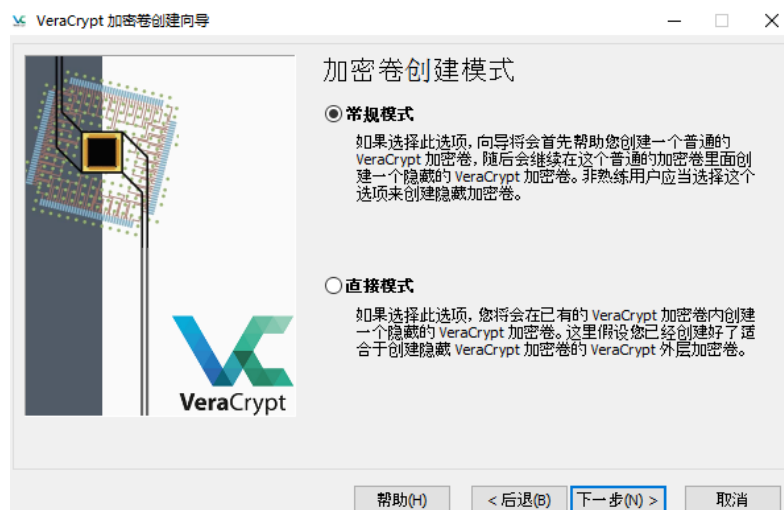 VeraCrypt 加密卷创建向导
加密卷创建模式
常规模式
如果选择此选项, 向导将会首先帮助您创建一个普通的
VeraCrypt 加密卷, 随后会继续在这个普通的加密卷里面创
建一个隐藏的 VeraCrypt 加密卷。非熟练用户应当选择这个
选项来创建隐藏加密卷。
直接模式
如果选择此选项, 您将会在已有的 VeraCrypt 加密卷内创建
一个隐藏的 VeraCrypt 加密卷。这里假设您已经创建好了适
合于创建隐藏 VeraCrypt 加密卷的 VeraCrypt 外层加密卷。
VeraCrypt
帮助(H) < 后退(B) 下一步(N) > 取消